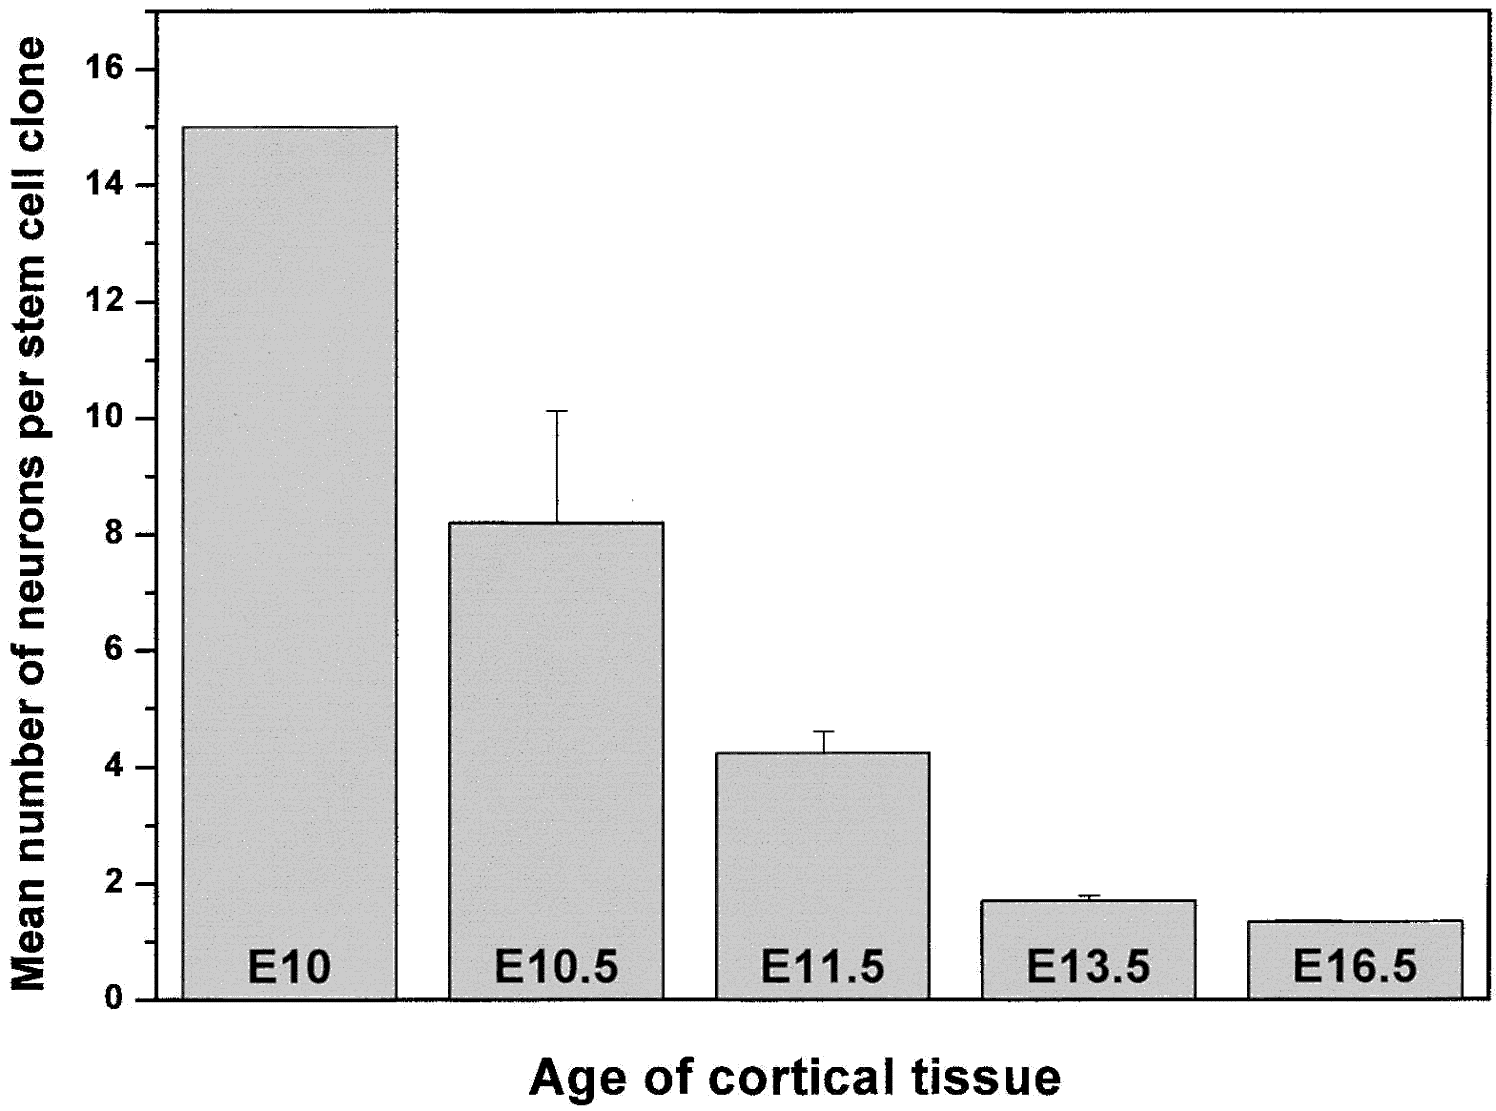 Mean number of neurons per stem cell clone
16
14
12
10
8
6
4
2
0
E10
E10.5
E11.5
E13.5
E16.5
Age of cortical tissue